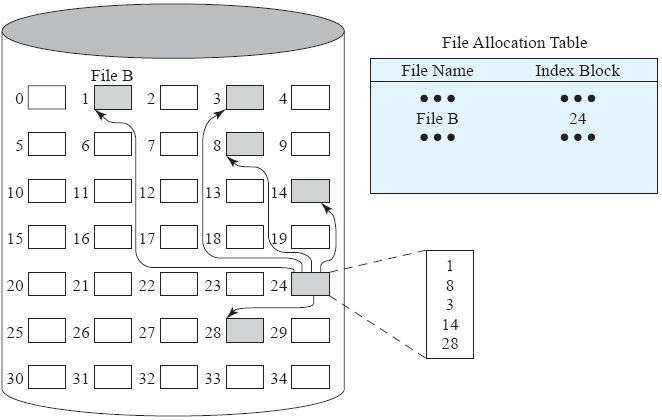 File Allocation Table
File Name Index Block
••• •••
File B 24
••• •••
File B
0 1 2 3 4
5 6 7 8 9
10 11 12 13 14
15 16 17 18 19
20 21 22 23 24
25 26 27 28 29
30 31 32 33 34
1
8
3
14
28